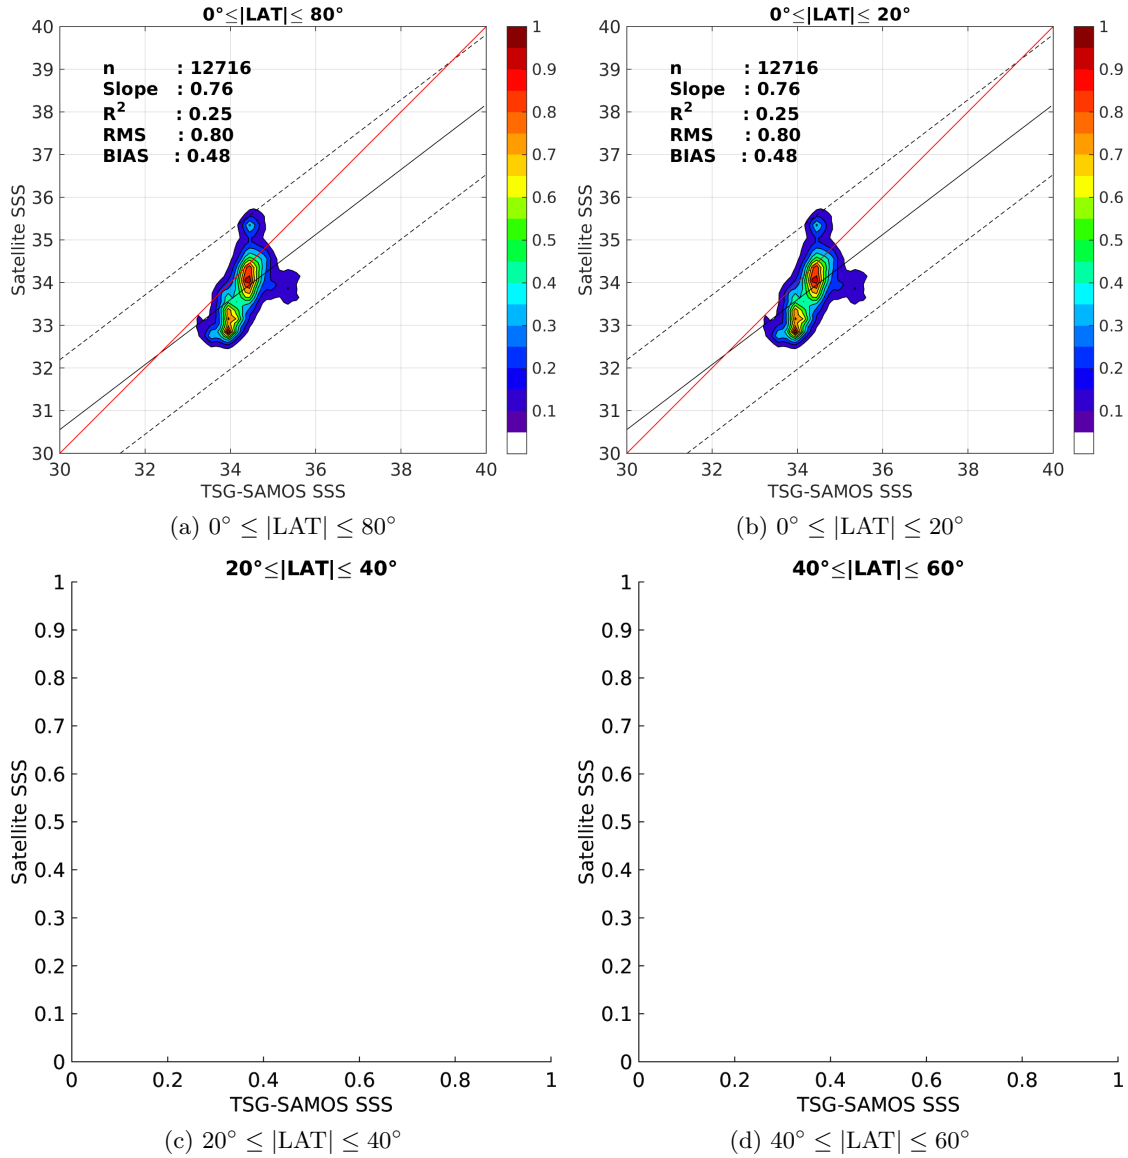 0°≤|LAT|≤ 80°
40
39
38
37
36
35
34
33
32
31
30
Satellite SSS
n : 12716
Slope : 0.76
R2 : 0.25
RMS : 0.80
BIAS : 0.48
30 32 34 36 38 40
TSG-SAMOS SSS
1
0.9
0.8
0.7
0.6
0.5
0.4
0.3
0.2
0.1
(a) 0° ≤ |LAT| ≤ 80°
0°≤|LAT|≤ 20°
40
39
38
37
36
35
34
33
32
31
30
Satellite SSS
n : 12716
Slope : 0.76
R2 : 0.25
RMS : 0.80
BIAS : 0.48
30 32 34 36 38 40
TSG-SAMOS SSS
1
0.9
0.8
0.7
0.6
0.5
0.4
0.3
0.2
0.1
(b) 0° ≤ |LAT| ≤ 20°
20°≤|LAT|≤ 40°
1
0.9
0.8
0.7
0.6
0.5
0.4
0.3
0.2
0.1
0
Satellite SSS
0 0.2 0.4 0.6 0.8 1
TSG-SAMOS SSS
(c) 20° ≤ |LAT| ≤ 40°
40°≤|LAT|≤ 60°
1
0.9
0.8
0.7
0.6
0.5
0.4
0.3
0.2
0.1
0
Satellite SSS
0 0.2 0.4 0.6 0.8 1
TSG-SAMOS SSS
(d) 40° ≤ |LAT| ≤ 60°